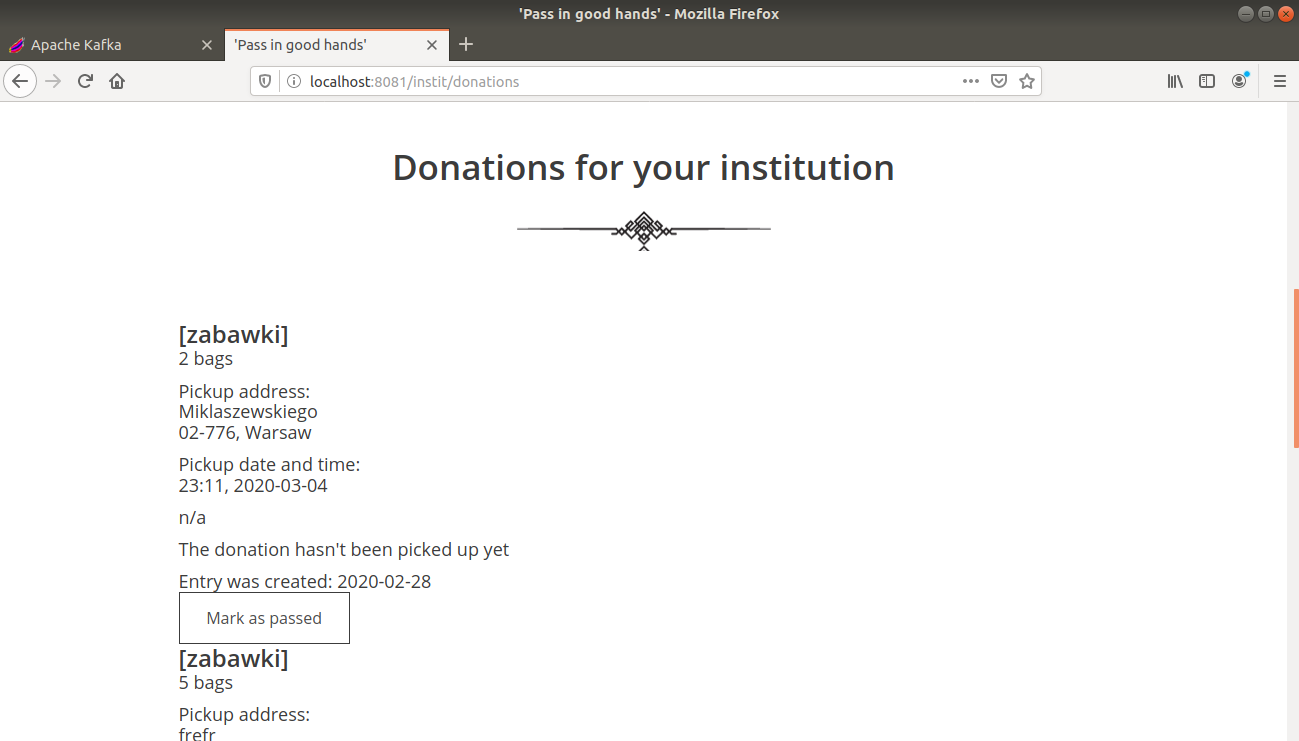 'Pass in good hands' - Mozilla Firefox
Apache Kafka
'Pass in good hands'
localhost:8081/instit/donations
Donations for your institution
[zabawki]
2 bags
Pickup address:
Miklaszewskiego
02-776, Warsaw
Pickup date and time:
23:11, 2020-03-04
n/a
The donation hasn't been picked up yet
Entry was created: 2020-02-28
Mark as passed
[zabawki]
5 bags
Pickup address:
frefr